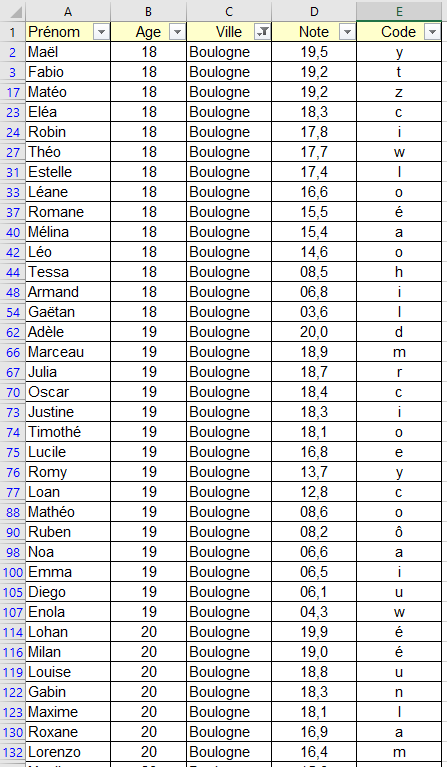 A B C D E
1 Prénom Age Ville Note Code
2 Maël 18 Boulogne 19,5 y
3 Fabio 18 Boulogne 19,2 t
17 Matéo 18 Boulogne 19,2 z
23 Eléa 18 Boulogne 18,3 c
24 Robin 18 Boulogne 17,8 i
27 Théo 18 Boulogne 17,7 w
31 Estelle 18 Boulogne 17,4 l
33 Léane 18 Boulogne 16,6 o
37 Romane 18 Boulogne 15,5 é
40 Mélina 18 Boulogne 15,4 a
42 Léo 18 Boulogne 14,6 o
44 Tessa 18 Boulogne 08,5 h
48 Armand 18 Boulogne 06,8 i
54 Gaëtan 18 Boulogne 03,6 l
62 Adèle 19 Boulogne 20,0 d
66 Marceau 19 Boulogne 18,9 m
67 Julia 19 Boulogne 18,7 r
70 Oscar 19 Boulogne 18,4 c
73 Justine 19 Boulogne 18,3 i
74 Timothé 19 Boulogne 18,1 o
75 Lucile 19 Boulogne 16,8 e
76 Romy 19 Boulogne 13,7 y
77 Loan 19 Boulogne 12,8 c
88 Mathéo 19 Boulogne 08,6 o
90 Ruben 19 Boulogne 08,2 ô
98 Noa 19 Boulogne 06,6 a
100 Emma 19 Boulogne 06,5 i
105 Diego 19 Boulogne 06,1 u
107 Enola 19 Boulogne 04,3 w
114 Lohan 20 Boulogne 19,9 é
116 Milan 20 Boulogne 19,0 é
119 Louise 20 Boulogne 18,8 u
122 Gabin 20 Boulogne 18,3 n
123 Maxime 20 Boulogne 18,1 l
130 Roxane 20 Boulogne 16,9 a
132 Lorenzo 20 Boulogne 16,4 m